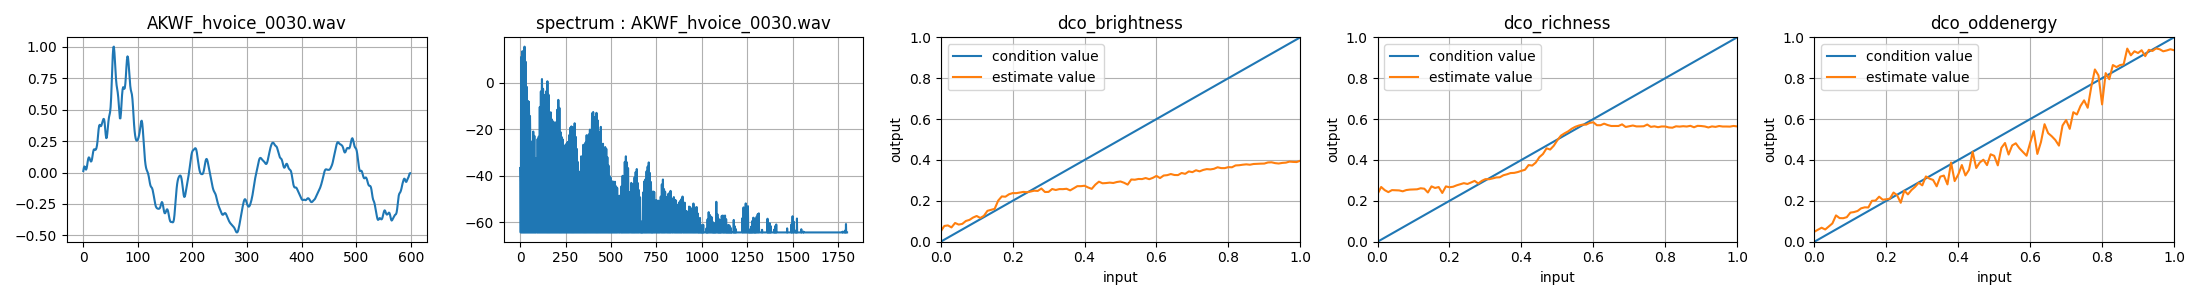 AKWF_hvoice_0030.wav
1.00
0.75
0.50
0.25
0.00
−0.25
−0.50
0 100 200 300 400 500 600
spectrum : AKWF_hvoice_0030.wav
0
−20
−40
−60
0 250 500 750 1000 1250 1500 1750
dco_brightness
condition value
estimate value
output
1.0
0.8
0.6
0.4
0.2
0.0
0.0 0.2 0.4 0.6 0.8 1.0
input
dco_richness
condition value
estimate value
output
1.0
0.8
0.6
0.4
0.2
0.0
0.0 0.2 0.4 0.6 0.8 1.0
input
dco_oddenergy
condition value
estimate value
output
1.0
0.8
0.6
0.4
0.2
0.0
0.0 0.2 0.4 0.6 0.8 1.0
input